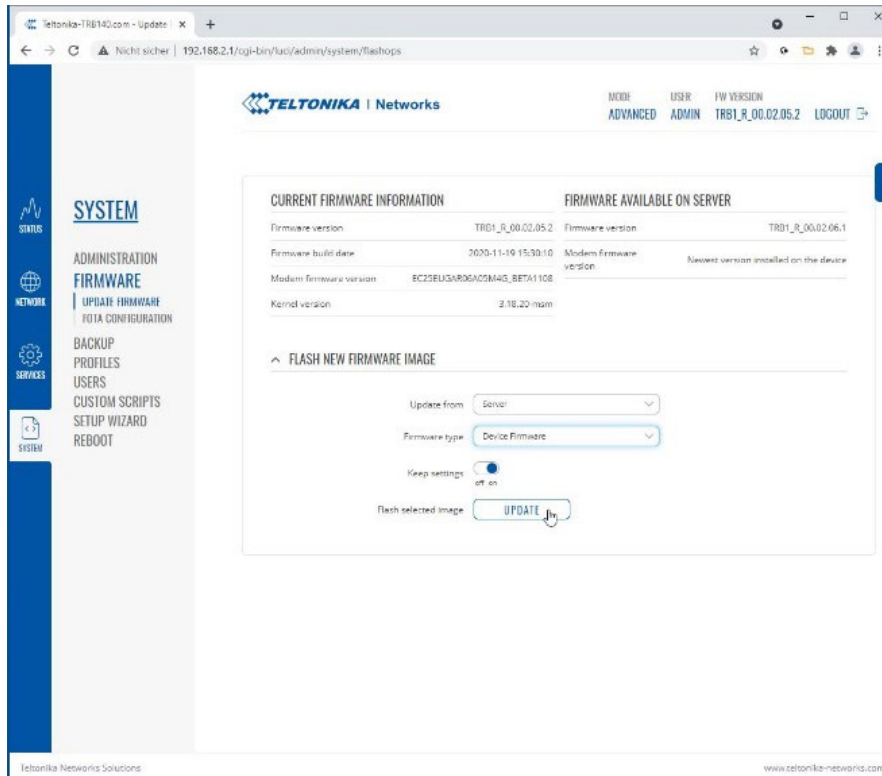 Teltonika-TRB140.com - Update
Nicht sicher | 192.168.2.1/cgi-bin/luci/admin/system/flashops
TELTONIKA | Networks
MODE
ADVANCED
USER
ADMIN
FW VERSION
TRB1_R_00.02.05.2
LOGOUT
STATUS
NETWORK
SERVICES
SYSTEM
SYSTEM
ADMINISTRATION
FIRMWARE
UPDATE FIRMWARE
FOTA CONFIGURATION
BACKUP
PROFILES
USERS
CUSTOM SCRIPTS
SETUP WIZARD
REBOOT
CURRENT FIRMWARE INFORMATION
Firmware version TRB1_R_00.02.05.2
Firmware build date 2020-11-19 15:30:10
Modem firmware version EC25EUGAR06A05M4G_BETA1108
Kernel version 3.18.20-msm
FIRMWARE AVAILABLE ON SERVER
Firmware version TRB1_R_00.02.06.1
Modem firmware
version
Newest version installed on the device
FLASH NEW FIRMWARE IMAGE
Update from Server
Firmware type Device Firmware
Keep settings
off on
Flash selected image UPDATE
Teltonika Networks Solutions
www.teltonika-networks.com